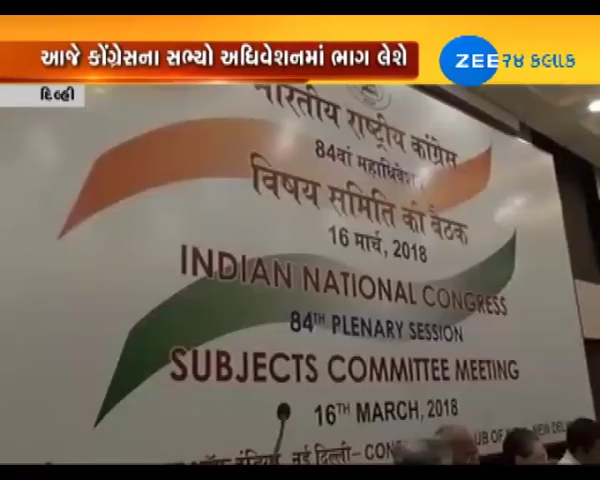 આજે કોંગ્રેસના સભ્યો અધિવેશનમાં ભાગ લેશે
ZEE ૨૪ કલાક
દિલ્હી
भारतीय राष्ट्रीय कांग्रेस
84वां महाधिवेशन
विषय समिति की बैठक
16 मार्च, 2018
INDIAN NATIONAL CONGRESS
84TH PLENARY SESSION
SUBJECTS COMMITTEE MEETING
16TH MARCH, 2018
नई दिल्ली- NEW